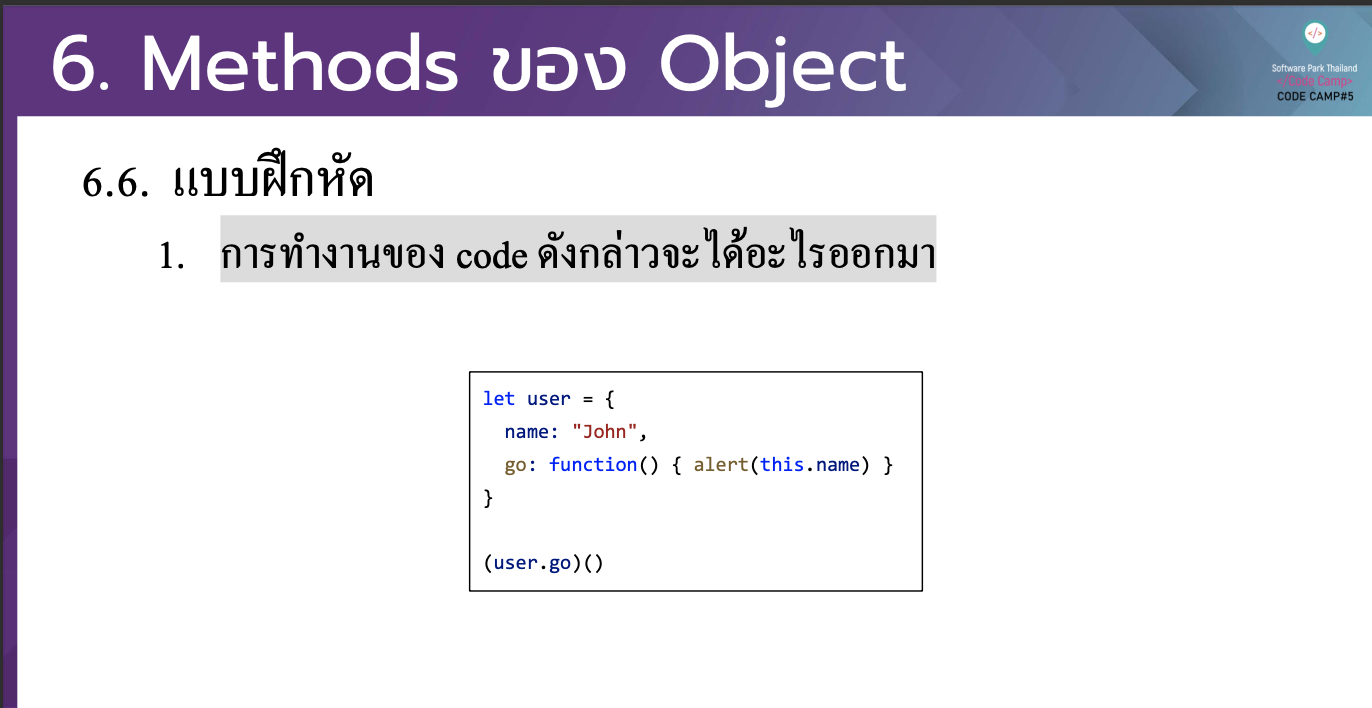 6. Methods ของ Object
</>
Software Park Thailand
</Code Camp>
CODE CAMP#5
6.6. แบบฝึกหัด
1. การทำงานของ code ดังกล่าวจะได้อะไรออกมา
let user = {
  name: "John",
  go: function() { alert(this.name) }
}
(user.go)()